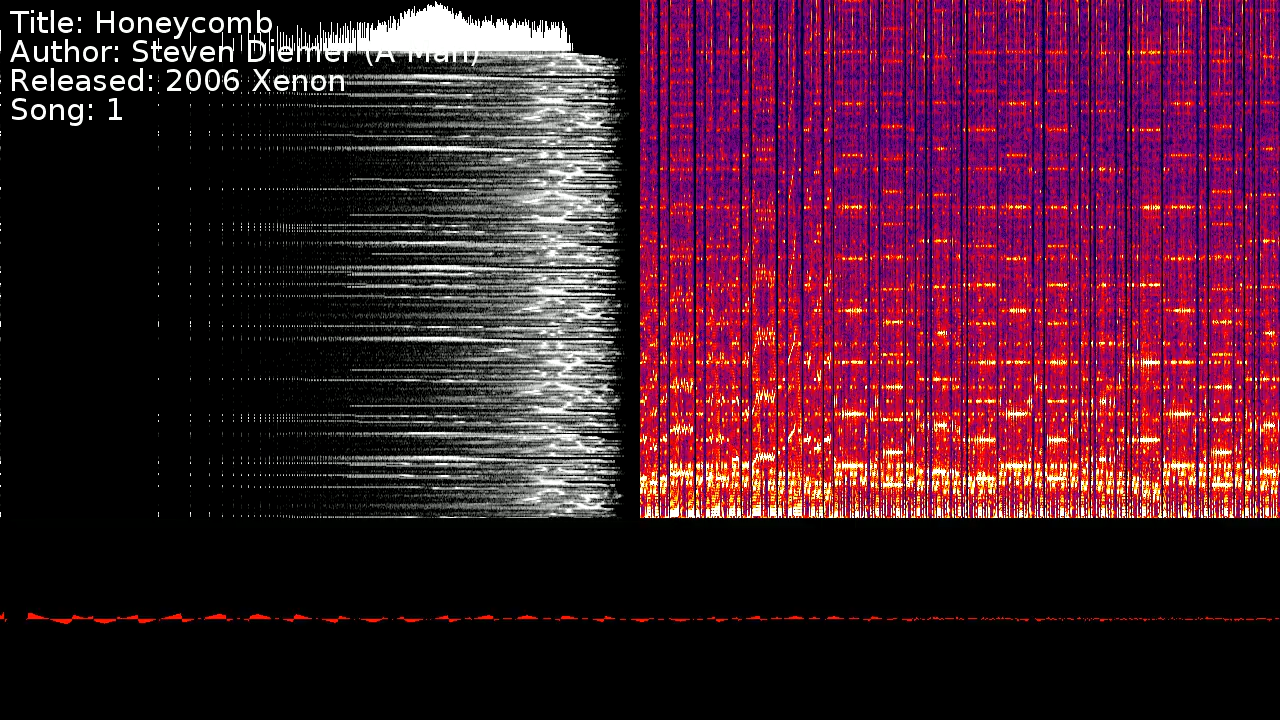 Title: Honeycomb
Author: Steven Diemer (A-Man)
Released: 2006 Xenon
Song: 1